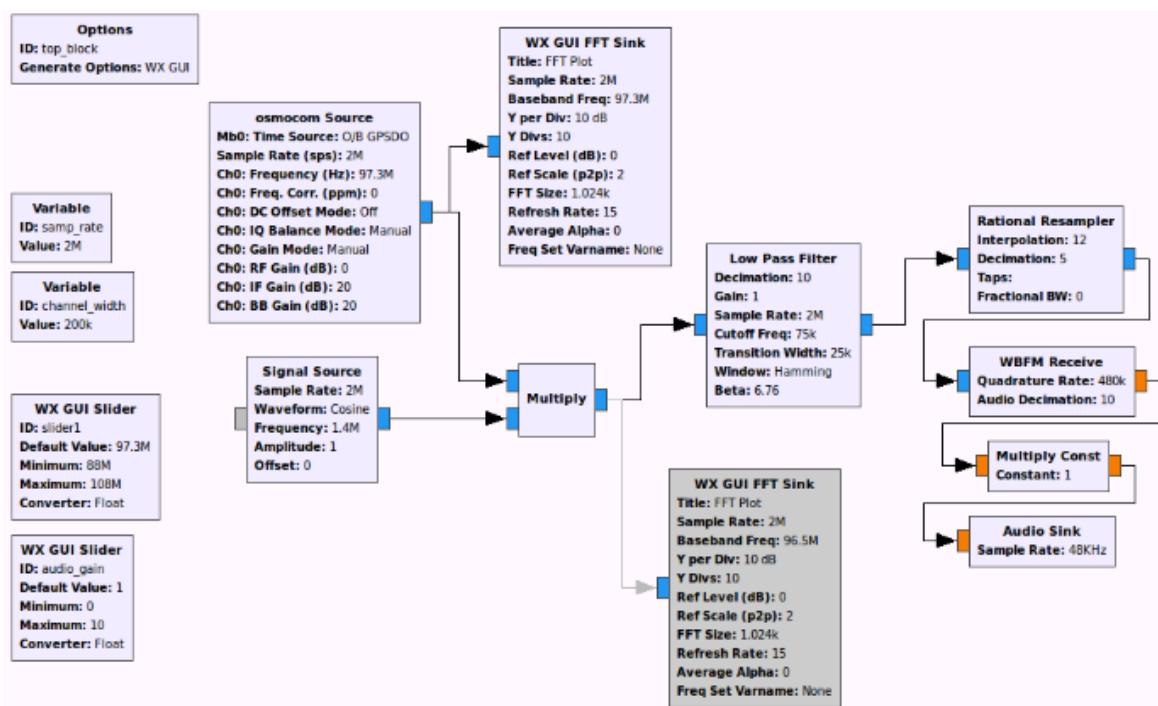 Options
ID: top_block
Generate Options: WX GUI
Variable
ID: samp_rate
Value: 2M
Variable
ID: channel_width
Value: 200k
WX GUI Slider
ID: slider1
Default Value: 97.3M
Minimum: 88M
Maximum: 108M
Converter: Float
WX GUI Slider
ID: audio_gain
Default Value: 1
Minimum: 0
Maximum: 10
Converter: Float
osmocom Source
Mb0: Time Source: O/B GPSDO
Sample Rate (sps): 2M
Ch0: Frequency (Hz): 97.3M
Ch0: Freq. Corr. (ppm): 0
Ch0: DC Offset Mode: Off
Ch0: IQ Balance Mode: Manual
Ch0: Gain Mode: Manual
Ch0: RF Gain (dB): 0
Ch0: IF Gain (dB): 20
Ch0: BB Gain (dB): 20
Signal Source
Sample Rate: 2M
Waveform: Cosine
Frequency: 1.4M
Amplitude: 1
Offset: 0
WX GUI FFT Sink
Title: FFT Plot
Sample Rate: 2M
Baseband Freq: 97.3M
Y per Div: 10 dB
Y Divs: 10
Ref Level (dB): 0
Ref Scale (p2p): 2
FFT Size: 1.024k
Refresh Rate: 15
Average Alpha: 0
Freq Set Varname: None
Multiply
Low Pass Filter
Decimation: 10
Gain: 1
Sample Rate: 2M
Cutoff Freq: 75k
Transition Width: 25k
Window: Hamming
Beta: 6.76
WX GUI FFT Sink
Title: FFT Plot
Sample Rate: 2M
Baseband Freq: 96.5M
Y per Div: 10 dB
Y Divs: 10
Ref Level (dB): 0
Ref Scale (p2p): 2
FFT Size: 1.024k
Refresh Rate: 15
Average Alpha: 0
Freq Set Varname: None
Rational Resampler
Interpolation: 12
Decimation: 5
Taps:
Fractional BW: 0
WBFM Receive
Quadrature Rate: 480k
Audio Decimation: 10
Multiply Const
Constant: 1
Audio Sink
Sample Rate: 48KHz